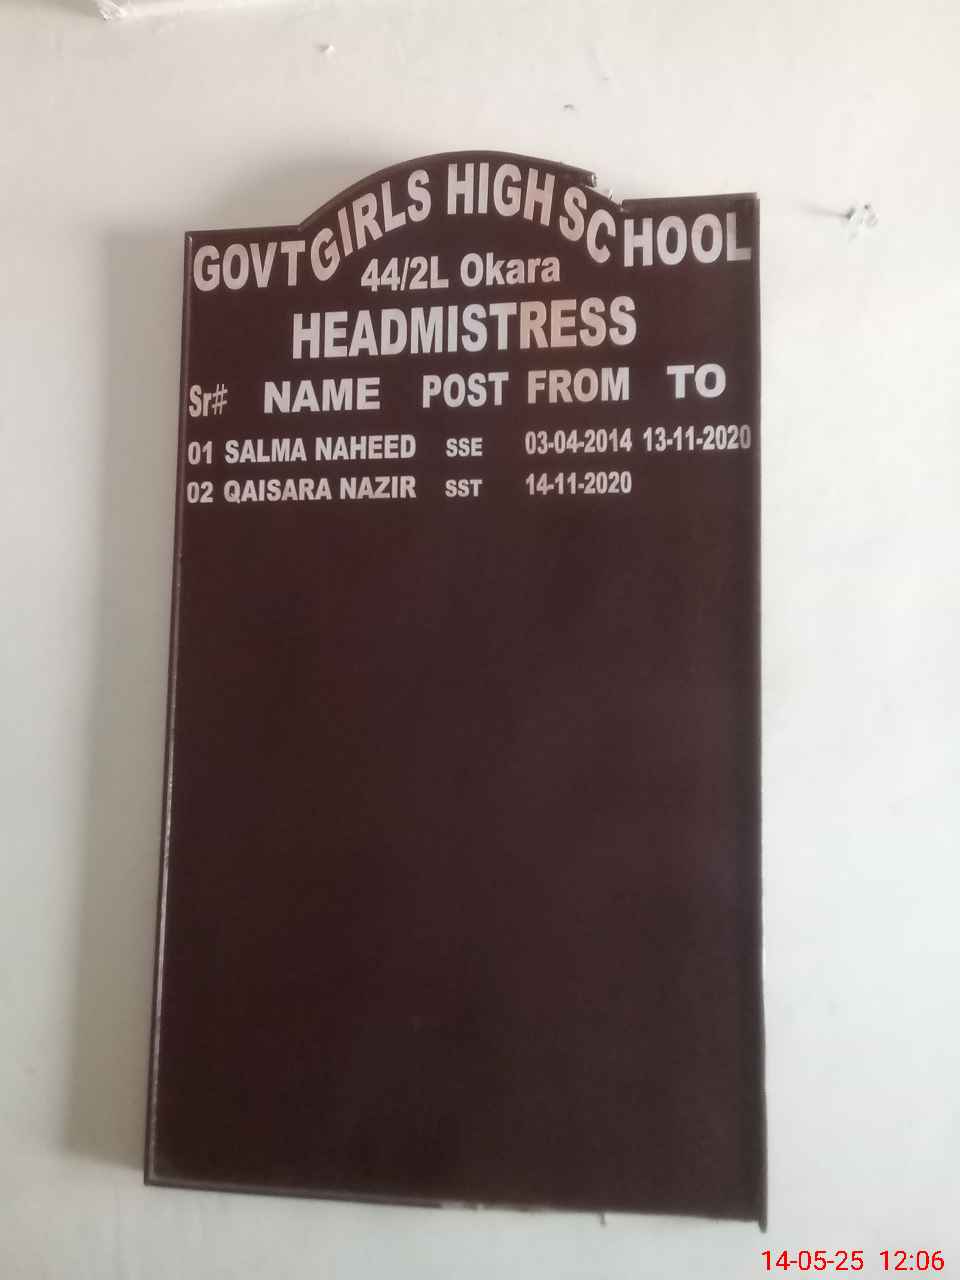 GOVT GIRLS HIGH SCHOOL
44/2L Okara
HEADMISTRESS
Sr# NAME POST FROM TO
01 SALMA NAHEED SSE 03-04-2014 13-11-2020
02 QAISARA NAZIR SST 14-11-2020
14-05-25 12:06